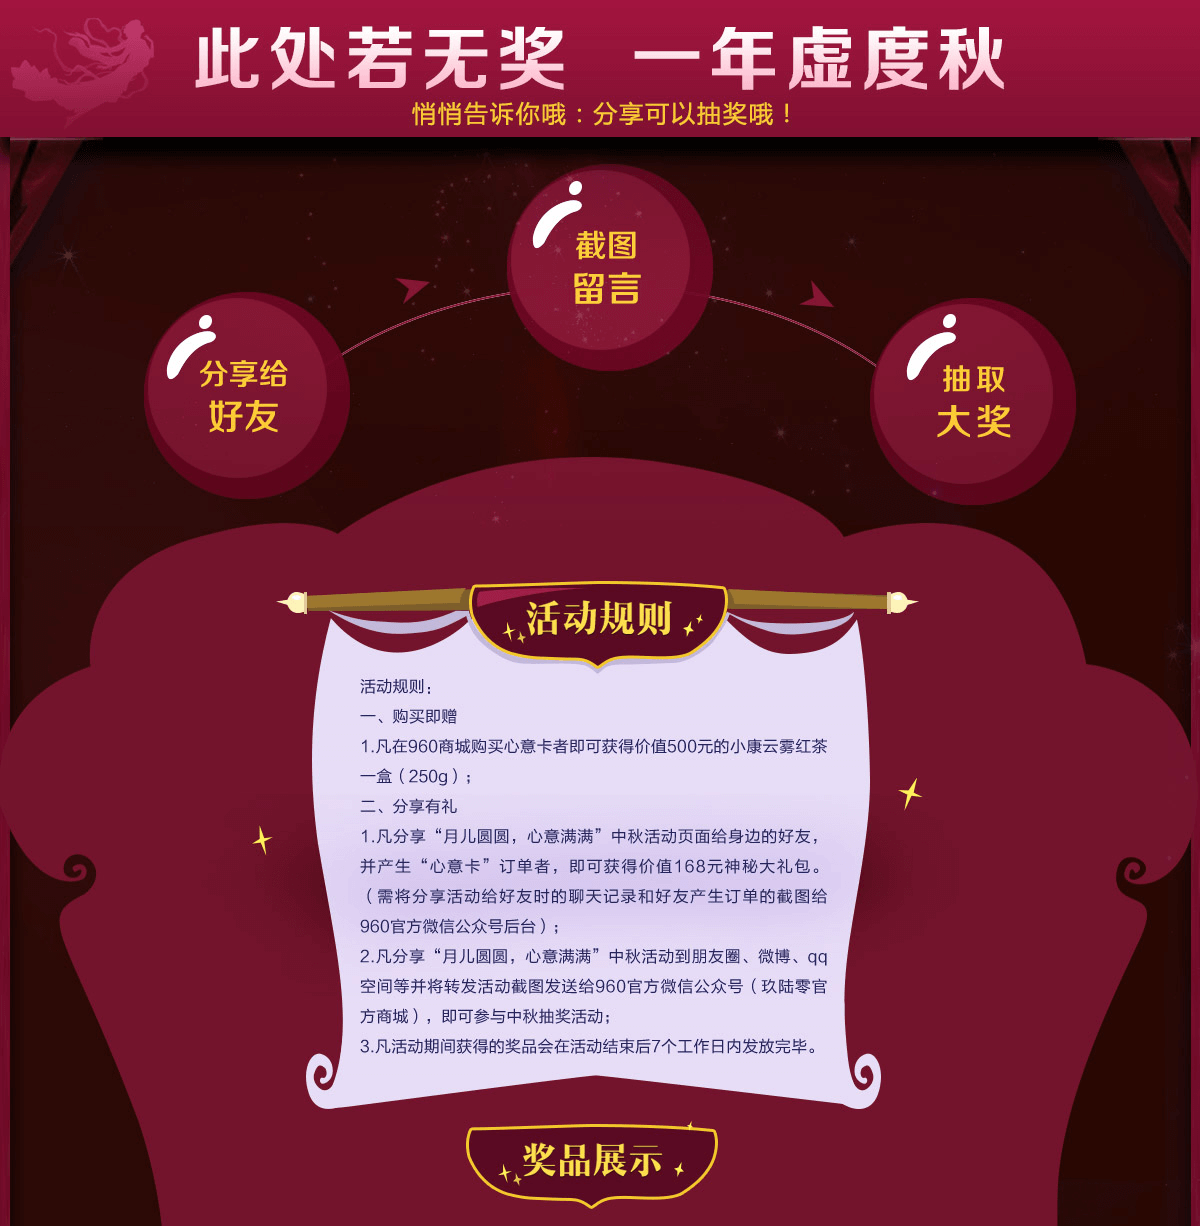 此处若无奖 一年虚度秋
悄悄告诉你哦：分享可以抽奖哦！
截图
留言
分享给
好友
抽取
大奖
活动规则
活动规则：
一、购买即赠
1.凡在960商城购买心意卡者即可获得价值500元的小康云雾红茶
一盒（250g）；
二、分享有礼
1.凡分享“月儿圆圆，心意满满”中秋活动页面给身边的好友，
并产生“心意卡”订单者，即可获得价值168元神秘大礼包。
（需将分享活动给好友时的聊天记录和好友产生订单的截图给
960官方微信公众号后台）；
2.凡分享“月儿圆圆，心意满满”中秋活动到朋友圈、微博、qq
空间等并将转发活动截图发送给960官方微信公众号（玖陆零官
方商城），即可参与中秋抽奖活动；
3.凡活动期间获得的奖品会在活动结束后7个工作日内发放完毕。
奖品展示